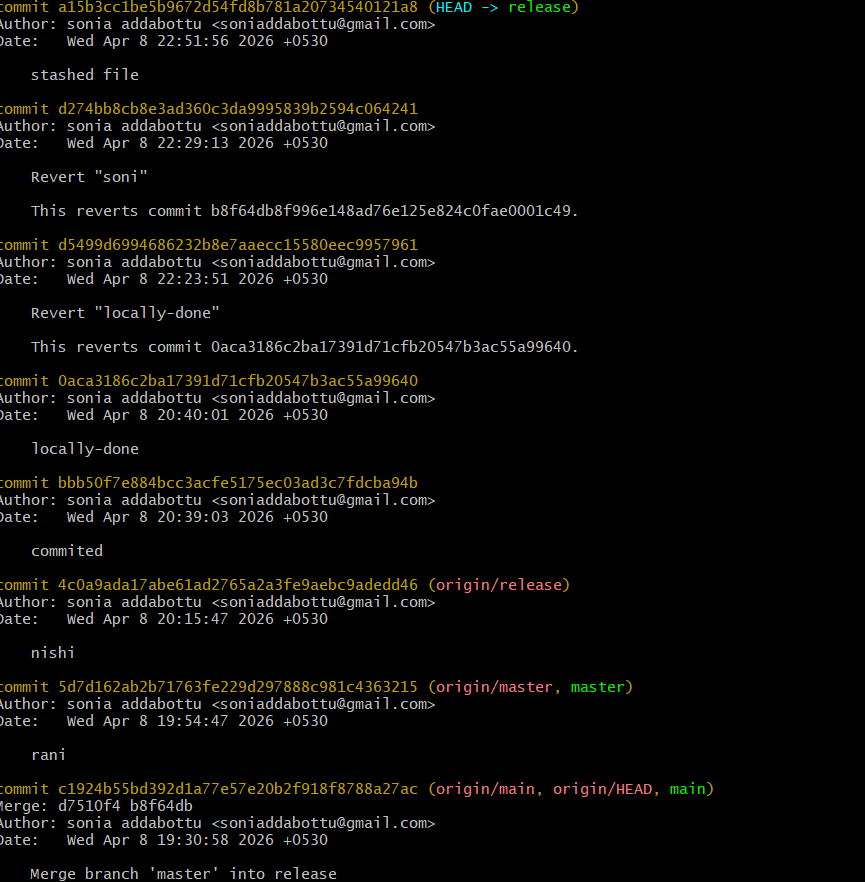 commit a15b3cc1be5b9672d54fd8b781a20734540121a8 (HEAD -> release)
Author: sonia addabottu <soniaddabottu@gmail.com>
Date:   Wed Apr 8 22:51:56 2026 +0530

    stashed file

commit d274bb8cb8e3ad360c3da9995839b2594c064241
Author: sonia addabottu <soniaddabottu@gmail.com>
Date:   Wed Apr 8 22:29:13 2026 +0530

    Revert "soni"

    This reverts commit b8f64db8f996e148ad76e125e824c0fae0001c49.

commit d5499d6994686232b8e7aaecc15580eec9957961
Author: sonia addabottu <soniaddabottu@gmail.com>
Date:   Wed Apr 8 22:23:51 2026 +0530

    Revert "locally-done"

    This reverts commit 0aca3186c2ba17391d71cfb20547b3ac55a99640.

commit 0aca3186c2ba17391d71cfb20547b3ac55a99640
Author: sonia addabottu <soniaddabottu@gmail.com>
Date:   Wed Apr 8 20:40:01 2026 +0530

    locally-done

commit bbb50f7e884bcc3acfe5175ec03ad3c7fdcba94b
Author: sonia addabottu <soniaddabottu@gmail.com>
Date:   Wed Apr 8 20:39:03 2026 +0530

    commited

commit 4c0a9ada17abe61ad2765a2a3fe9aebc9adedd46 (origin/release)
Author: sonia addabottu <soniaddabottu@gmail.com>
Date:   Wed Apr 8 20:15:47 2026 +0530

    nishi

commit 5d7d162ab2b71763fe229d297888c981c4363215 (origin/master, master)
Author: sonia addabottu <soniaddabottu@gmail.com>
Date:   Wed Apr 8 19:54:47 2026 +0530

    rani

commit c1924b55bd392d1a77e57e20b2f918f8788a27ac (origin/main, origin/HEAD, main)
Merge: d7510f4 b8f64db
Author: sonia addabottu <soniaddabottu@gmail.com>
Date:   Wed Apr 8 19:30:58 2026 +0530

    Merge branch 'master' into release